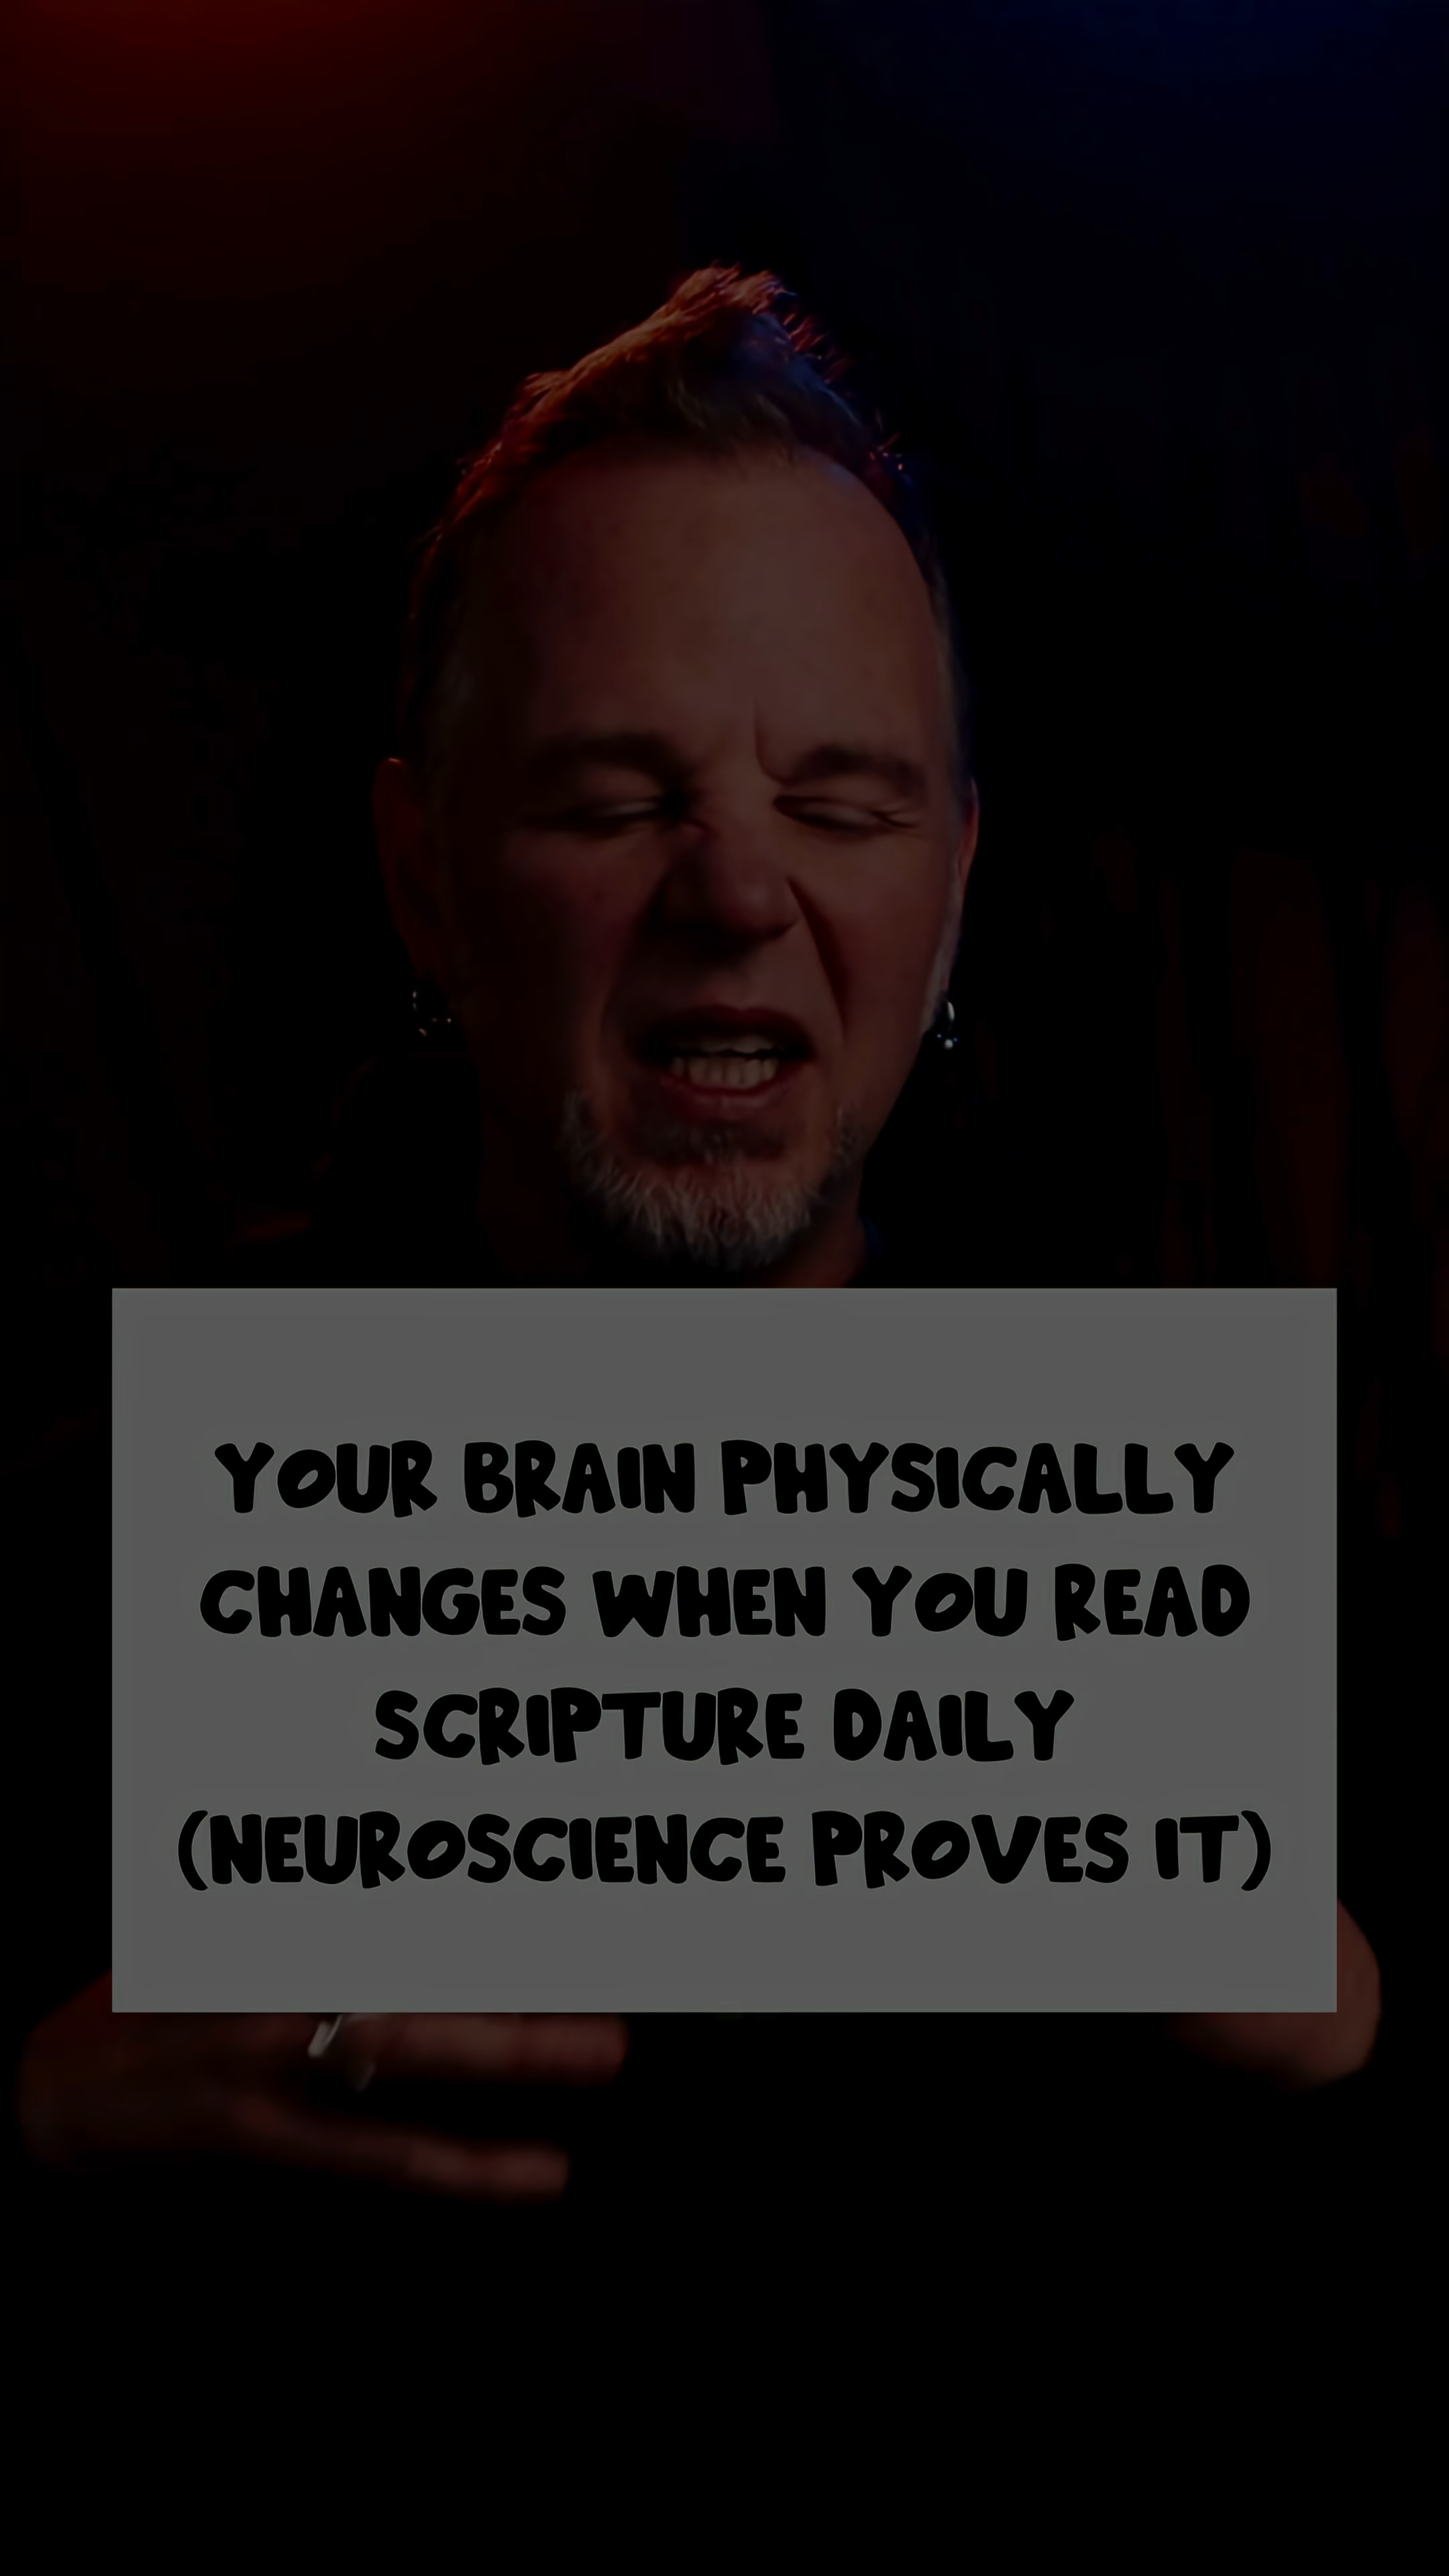 YOUR BRAIN PHYSICALLY
CHANGES WHEN YOU READ
SCRIPTURE DAILY
(NEUROSCIENCE PROVES IT)